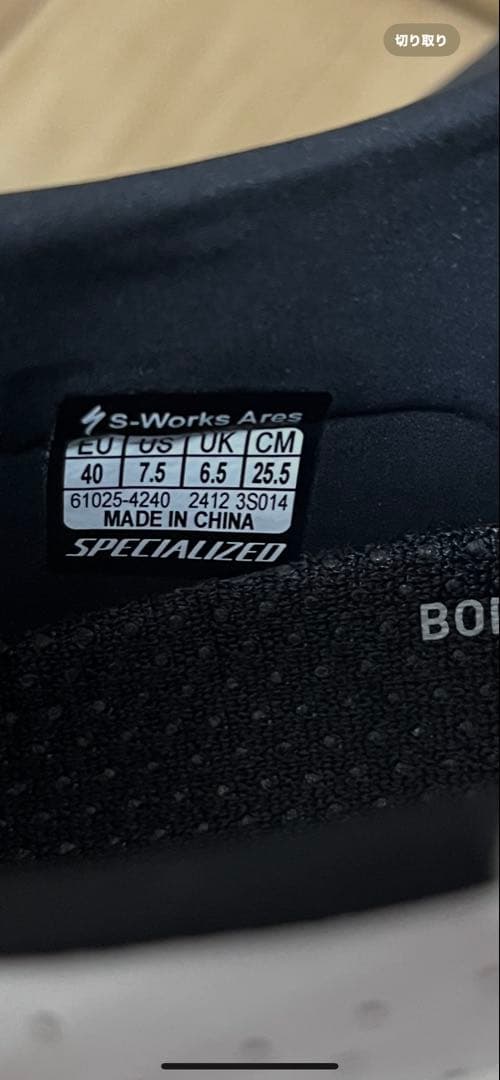 切り取り
S-Works Ares
EU US UK CM
40 7.5 6.5 25.5
61025-4240 2412 3S014
MADE IN CHINA
SPECIALIZED